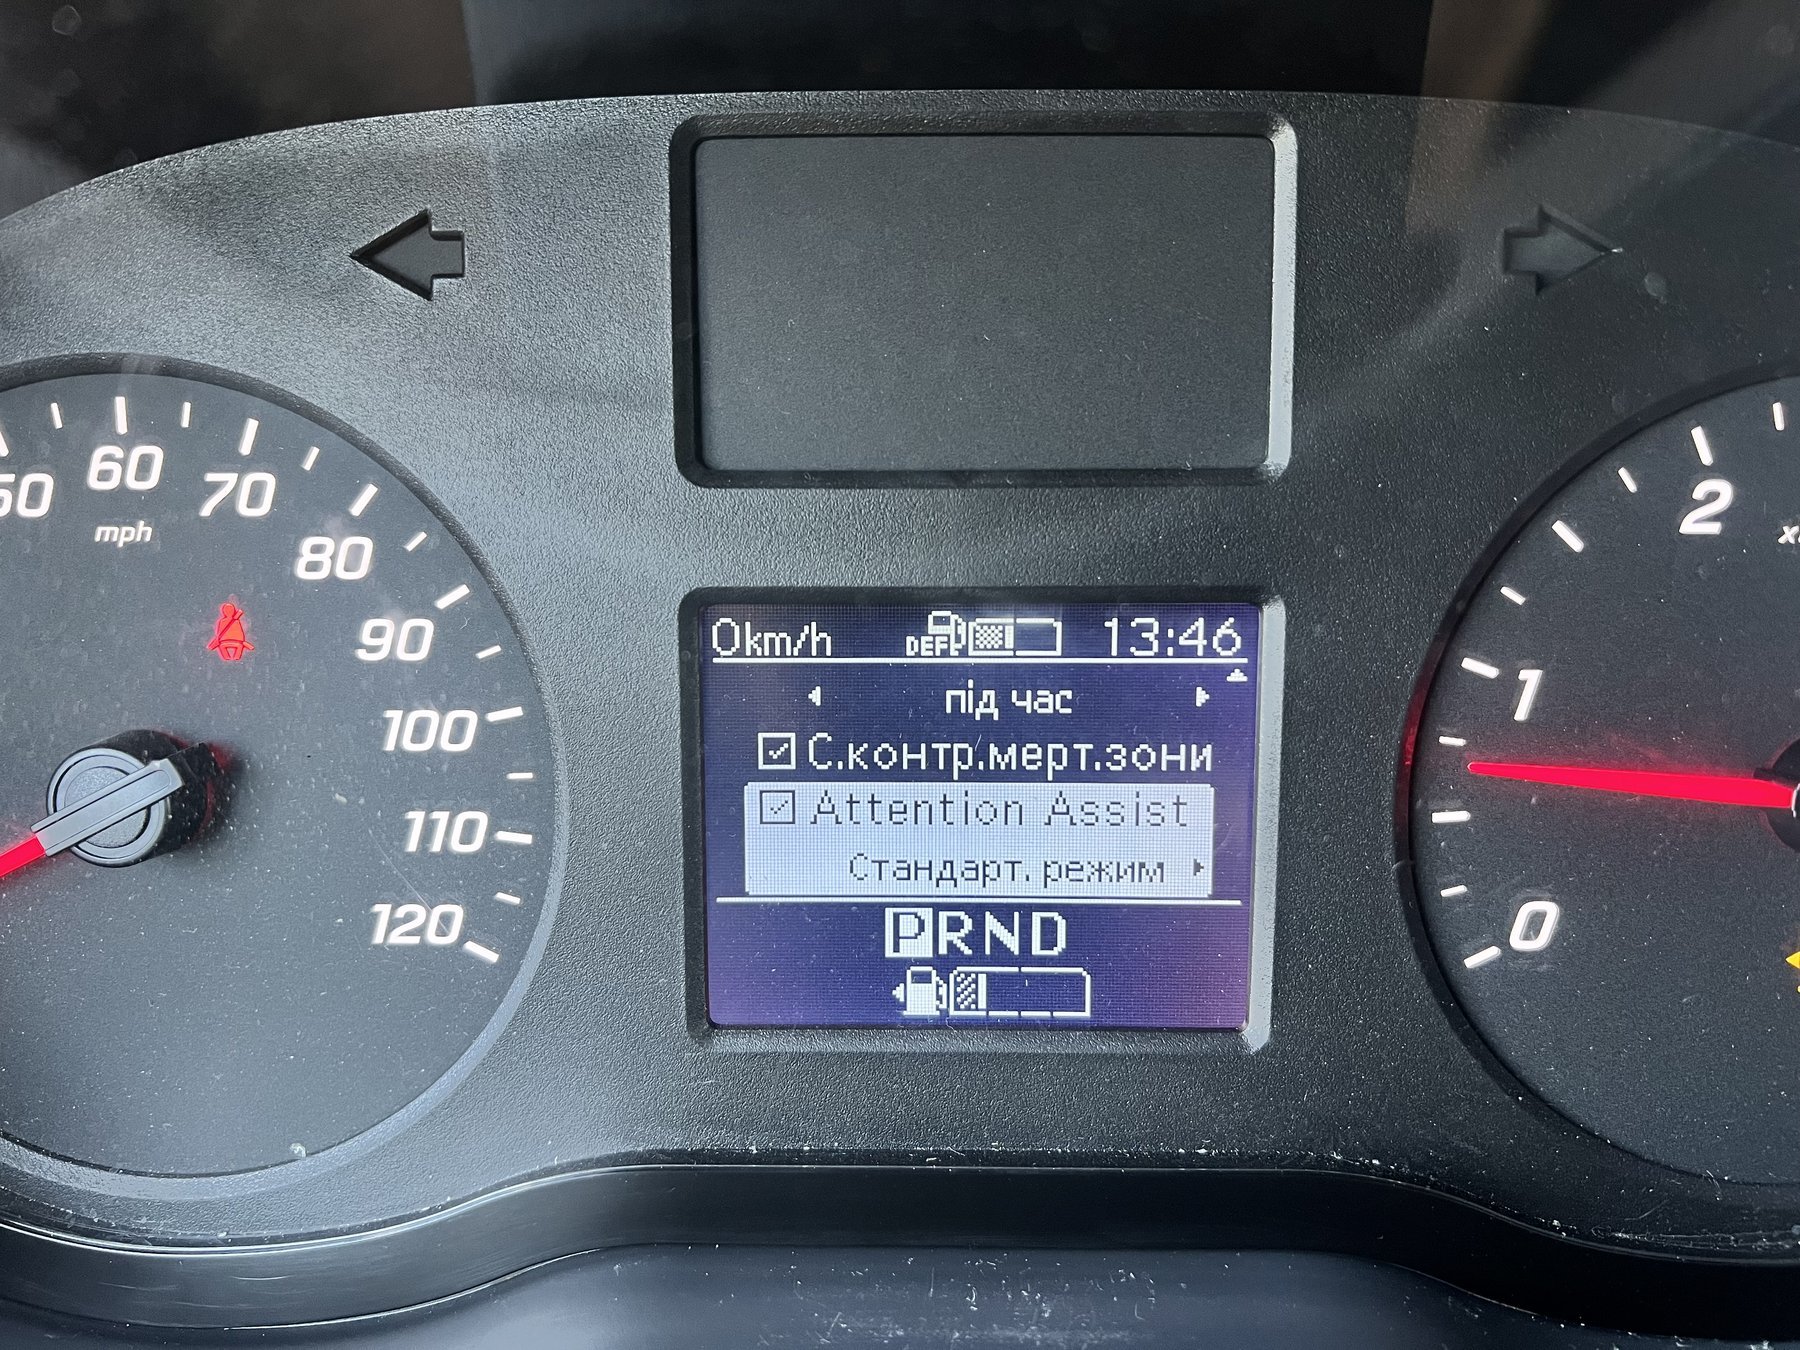 50
60
70
80
90
100
110
120
mph
0km/h DEF 13:46
під час
С.контр.мерт.зони
Attention Assist
Стандарт. режим
PRND
2
1
0